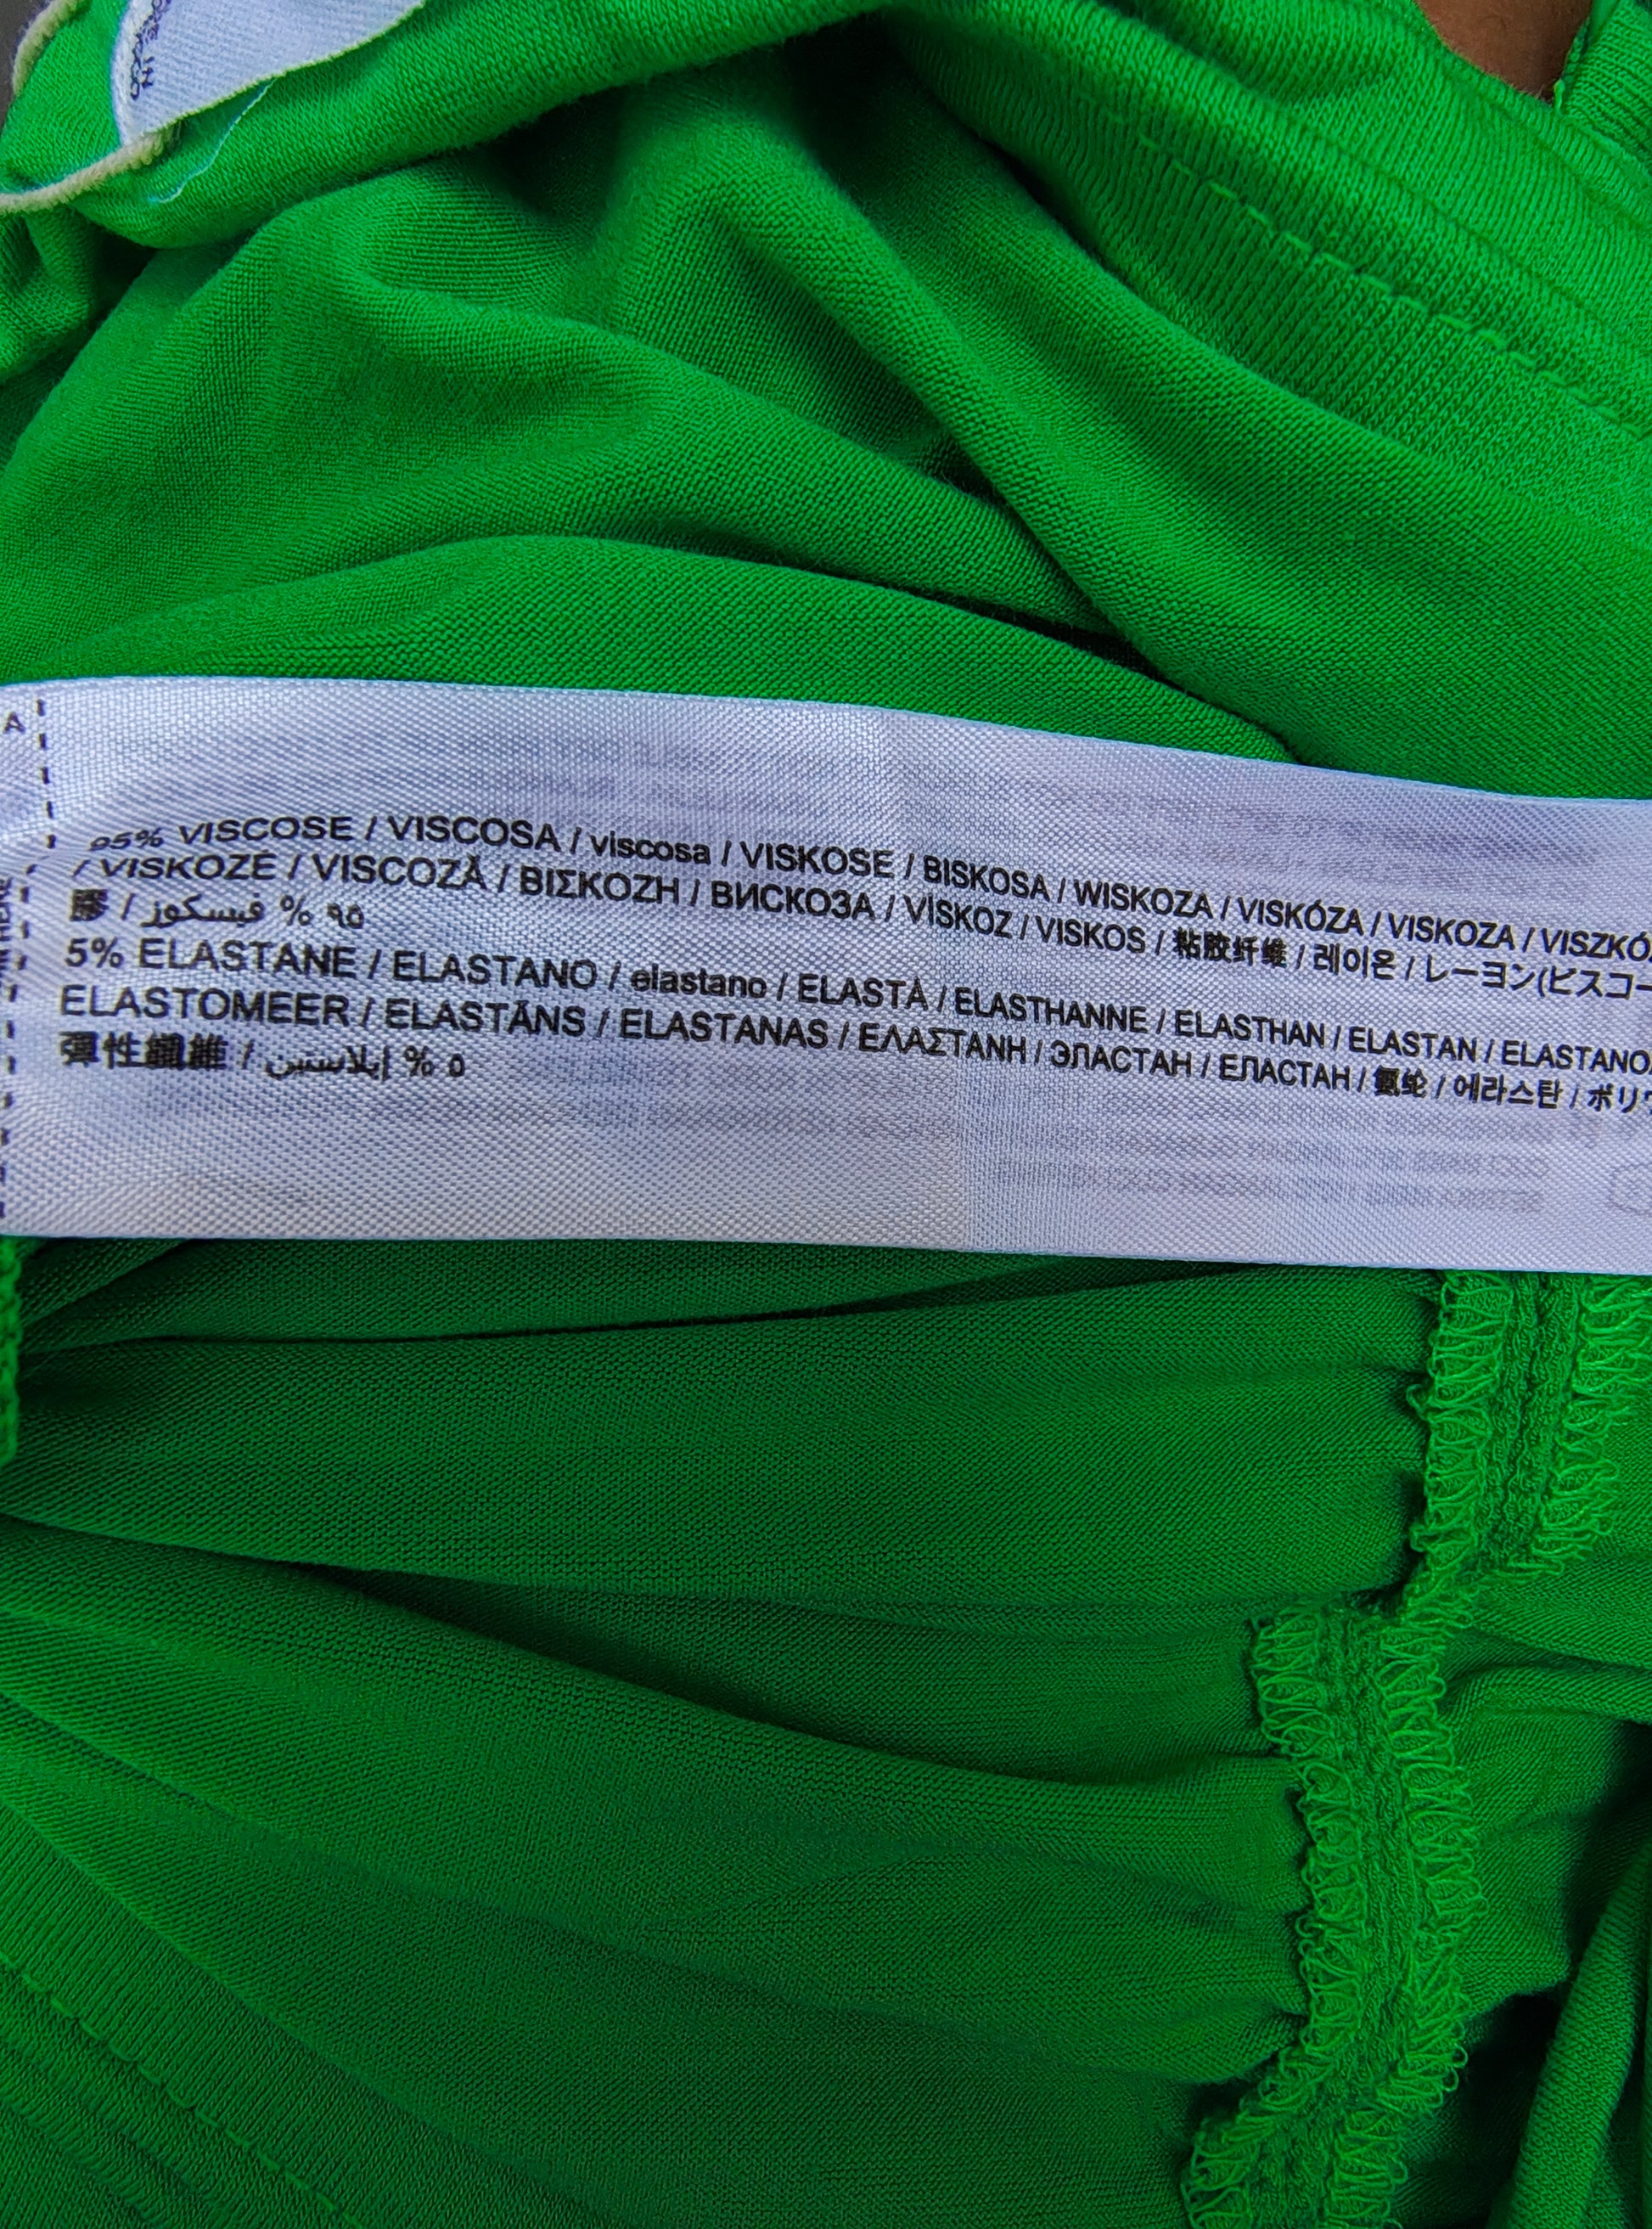 IN
A
95% VISCOSE / VISCOSA / viscosa / VISKOSE / BISKOSA / WISKOZA / VISKÓZA / VISKOZA / VISZKÓ
/ VISKOZĖ / VISCOZĂ / ΒΙΣΚΟΖΗ / ВИСКОЗА / VİSKOZ / VISKOS / 粘胶纤维 / 레이온 / レーヨン(ビスコー
膠 / فيسكوز % ٩٥
5% ELASTANE / ELASTANO / elastano / ELASTÀ / ELASTHANNE / ELASTHAN / ELASTAN / ELASTANO
ELASTOMEER / ELASTĀNS / ELASTANAS / ΕΛΑΣΤΑΝΗ / ЭЛАСТАН / ЕЛАСТАН / 氨纶 / 에라스탄 / ポリウ
彈性纖維 / إيلاستين % ٥